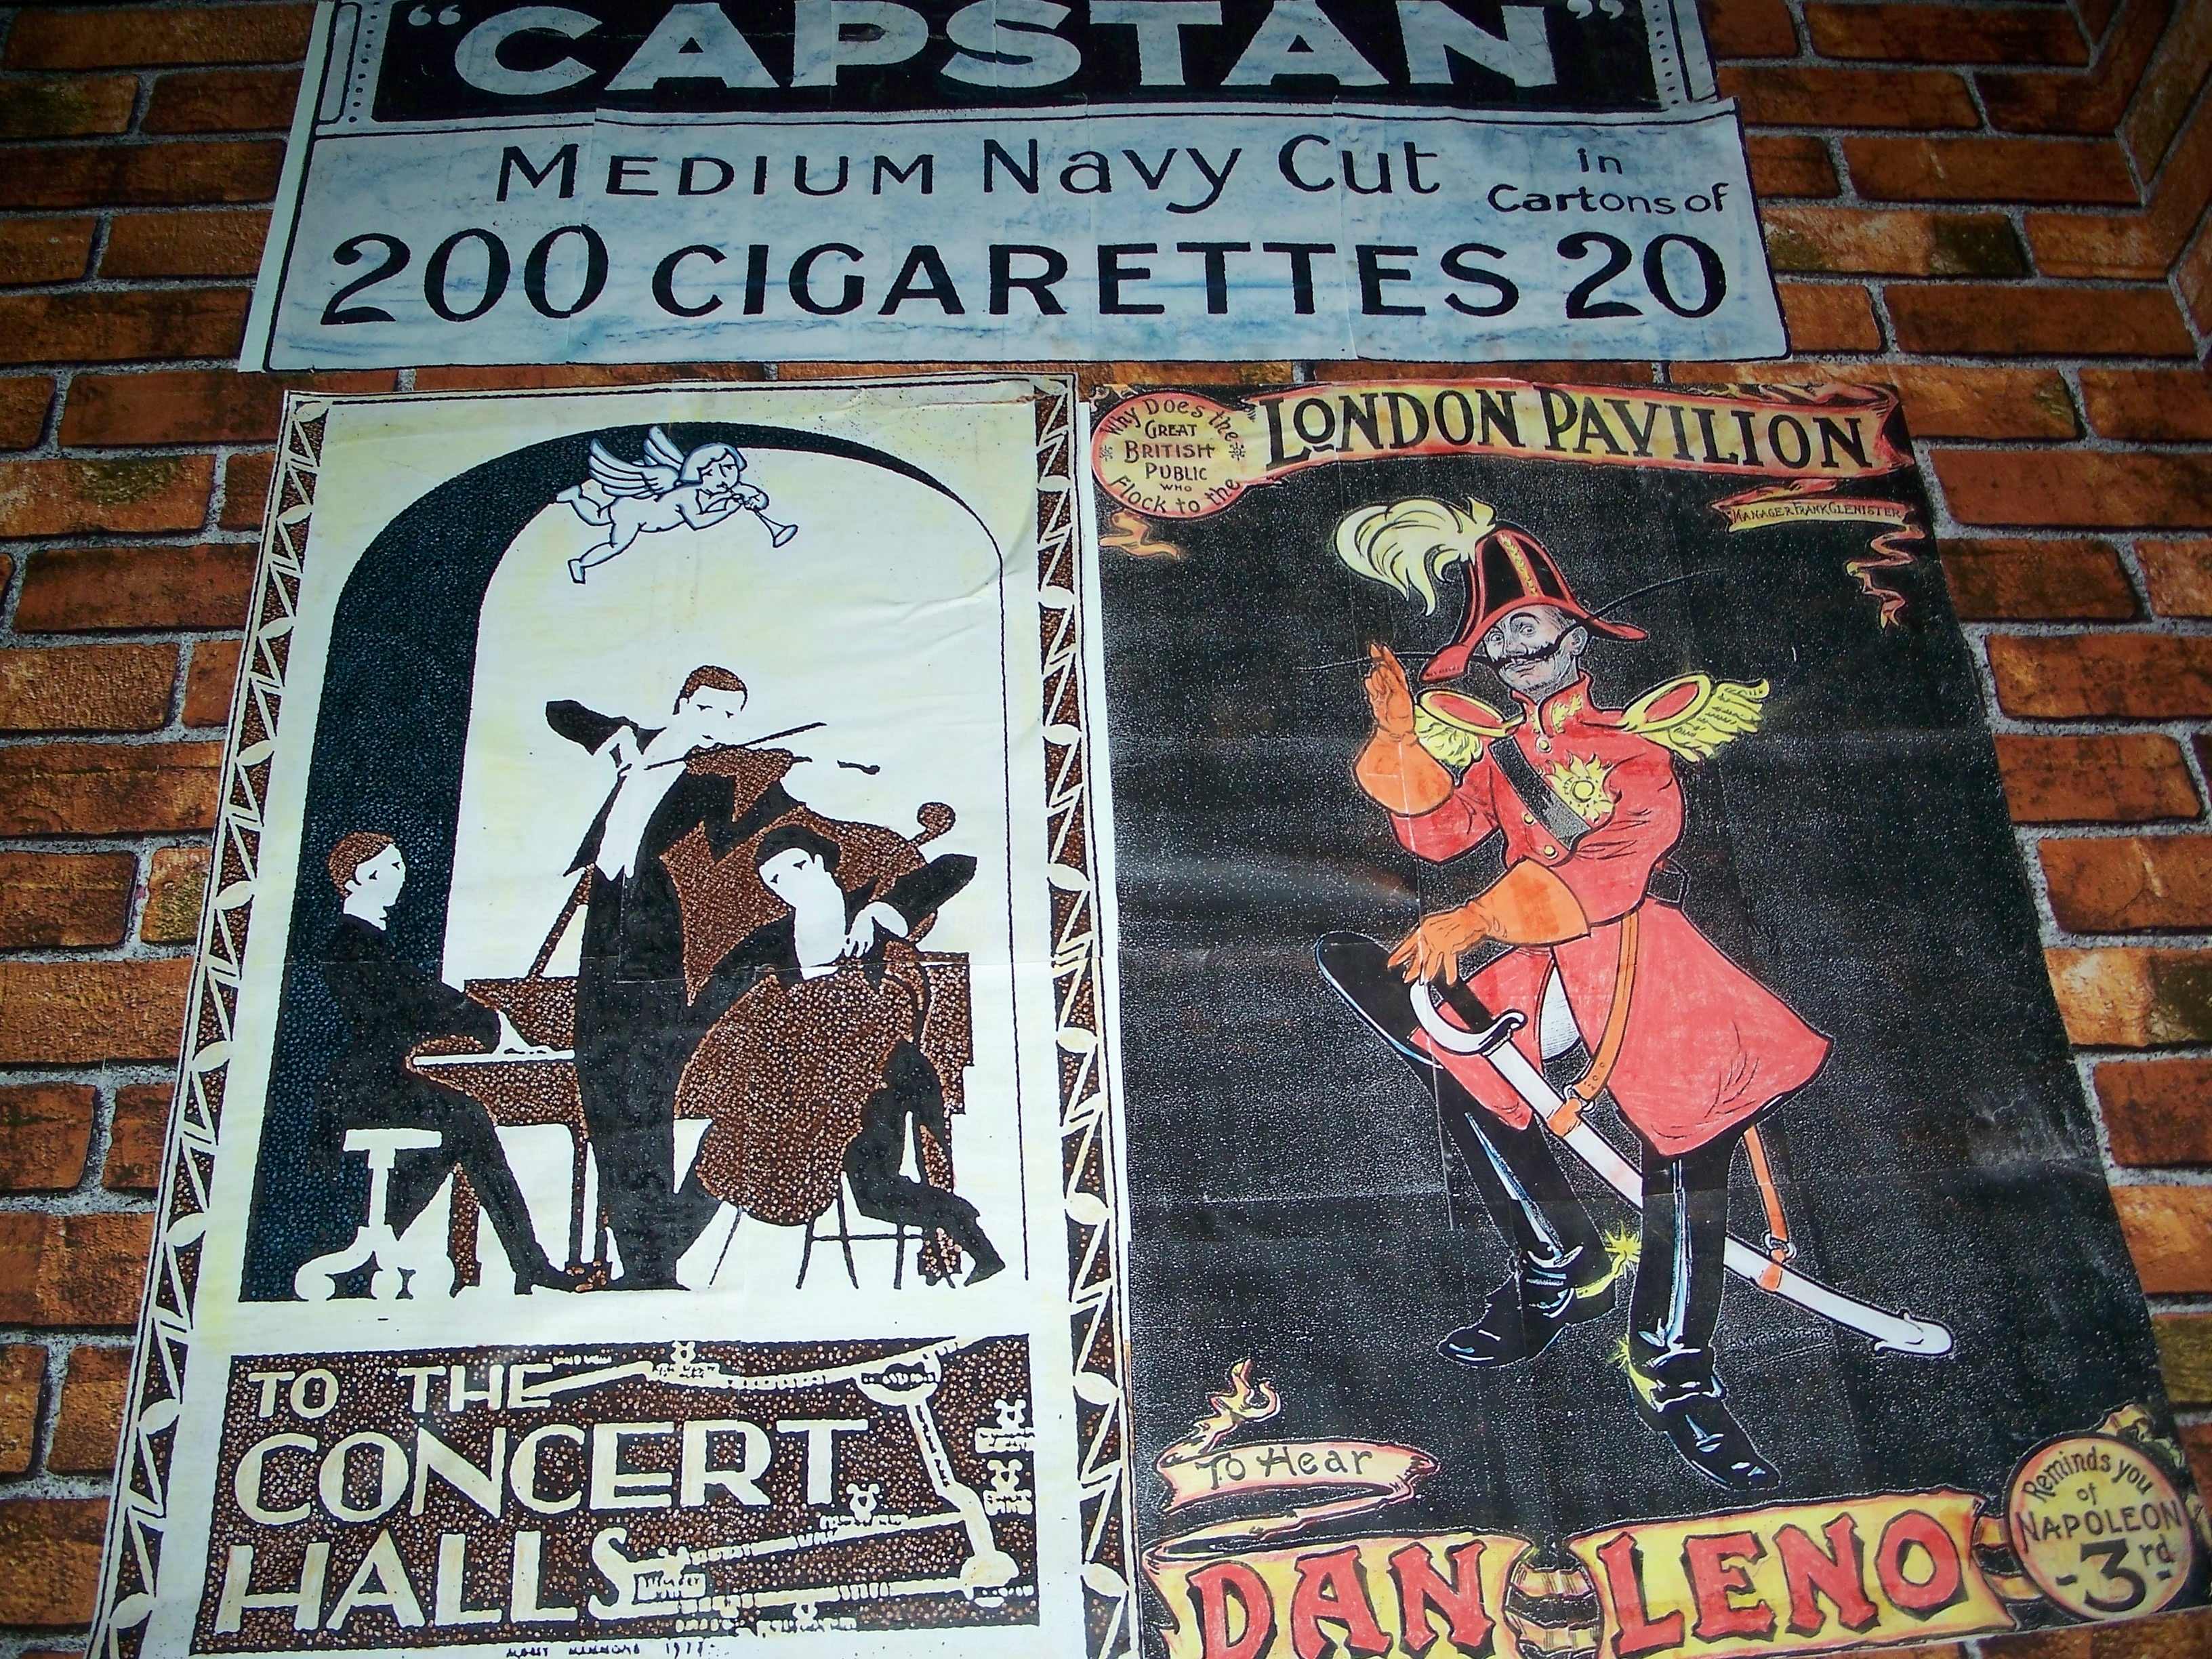 “CAPSTAN”
MEDIUM Navy Cut in
Cartons of
200 CIGARETTES 20
Why Does the
GREAT
BRITISH
PUBLIC
WHO
Flock to the
LONDON PAVILION
MANAGER FRANK GLENISTER
TO THE
CONCERT
HALLS
To Hear
DAN LENO
Reminds you
of
NAPOLEON
-3rd-